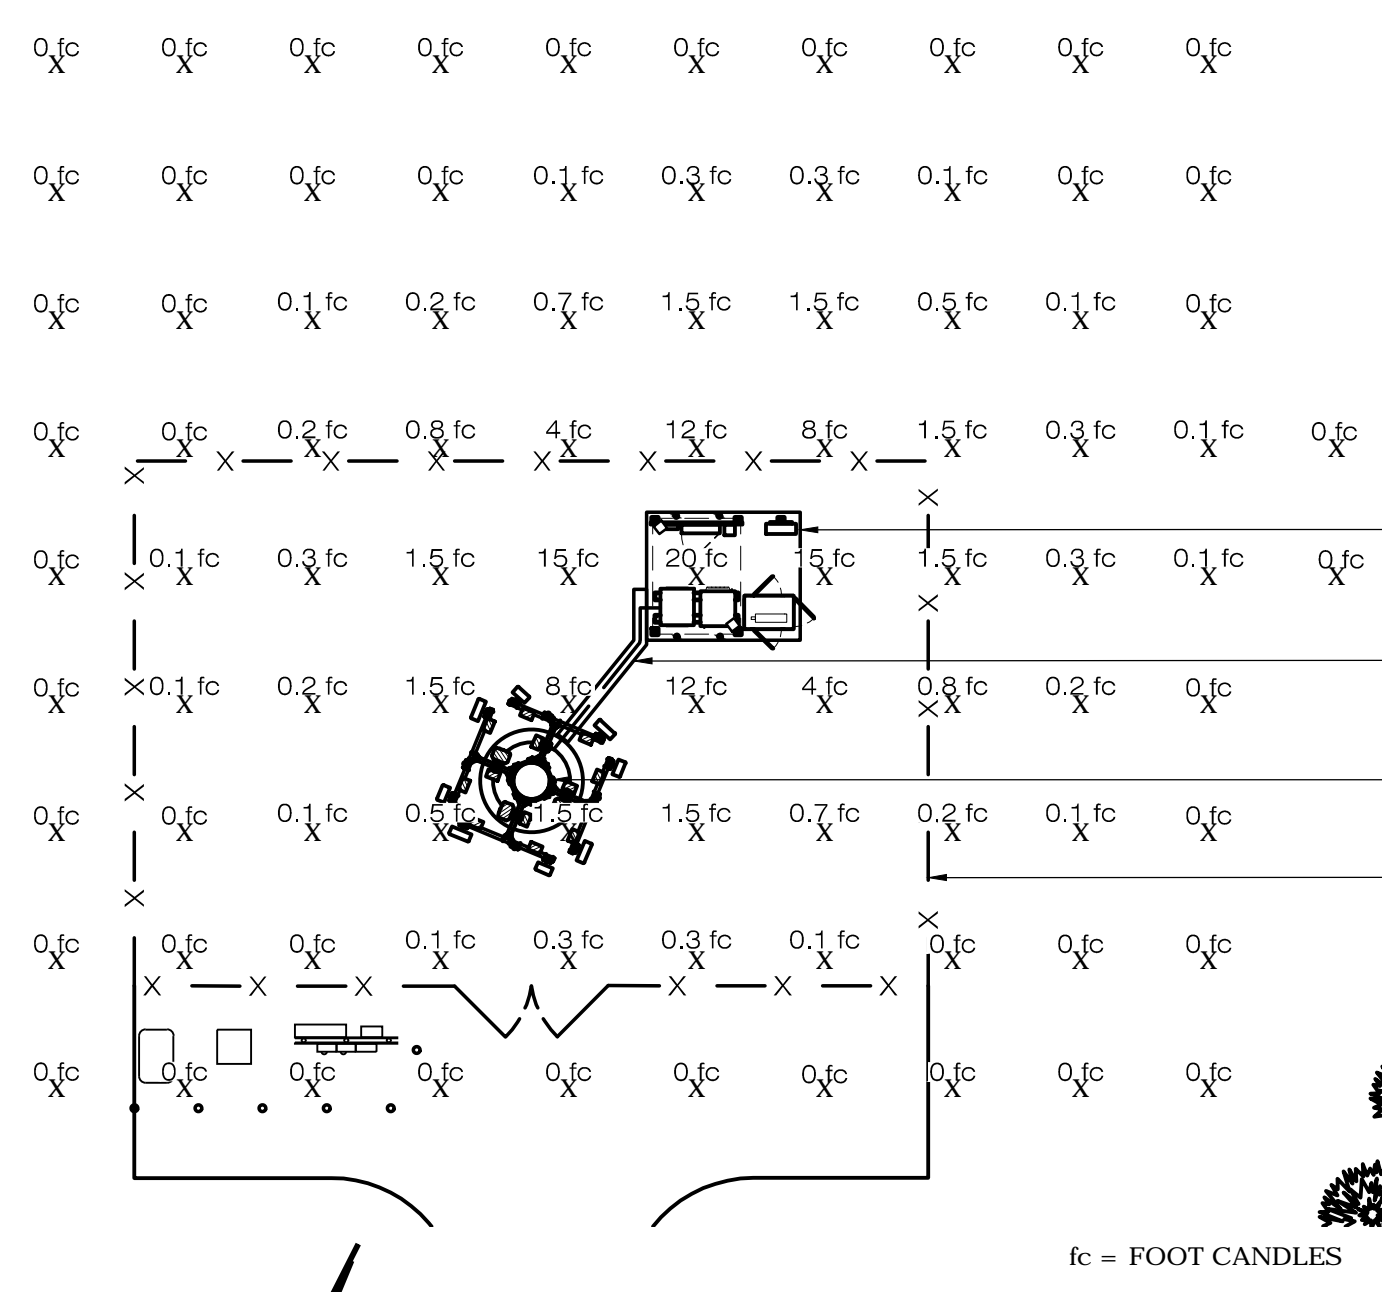 0 fc 0 fc 0 fc 0 fc 0 fc 0 fc 0 fc 0 fc 0 fc 0 fc
X X X X X X X X X X
0 fc 0 fc 0 fc 0 fc 0.1 fc 0.3 fc 0.3 fc 0.1 fc 0 fc 0 fc
X X X X X X X X X X
0 fc 0 fc 0.1 fc 0.2 fc 0.7 fc 1.5 fc 1.5 fc 0.5 fc 0.1 fc 0 fc
X X X X X X X X X X
0 fc 0 fc 0.2 fc 0.8 fc 4 fc 12 fc 8 fc 1.5 fc 0.3 fc 0.1 fc 0 fc
X X X X X X X X X X X
0 fc 0.1 fc 0.3 fc 1.5 fc 15 fc 20 fc 15 fc 1.5 fc 0.3 fc 0.1 fc 0 fc
X X X X X X X X X X X
0 fc 0.1 fc 0.2 fc 1.5 fc 8 fc 12 fc 4 fc 0.8 fc 0.2 fc 0 fc
X X X X X X X X X X
0 fc 0 fc 0.1 fc 0.5 fc 1.5 fc 1.5 fc 0.7 fc 0.2 fc 0.1 fc 0 fc
X X X X X X X X X X
0 fc 0 fc 0 fc 0.1 fc 0.3 fc 0.3 fc 0.1 fc 0 fc 0 fc 0 fc
X X X X X X X X X X
0 fc 0 fc 0 fc 0 fc 0 fc 0 fc 0 fc 0 fc 0 fc 0 fc
X X X X X X X X X X
fc = FOOT CANDLES